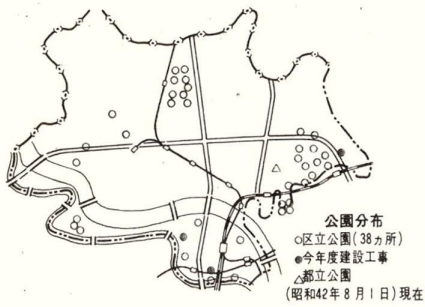 公園分布
○区立公園(38ヵ所)
●今年度建設工事
△都立公園
(昭和42年8月1日)現在